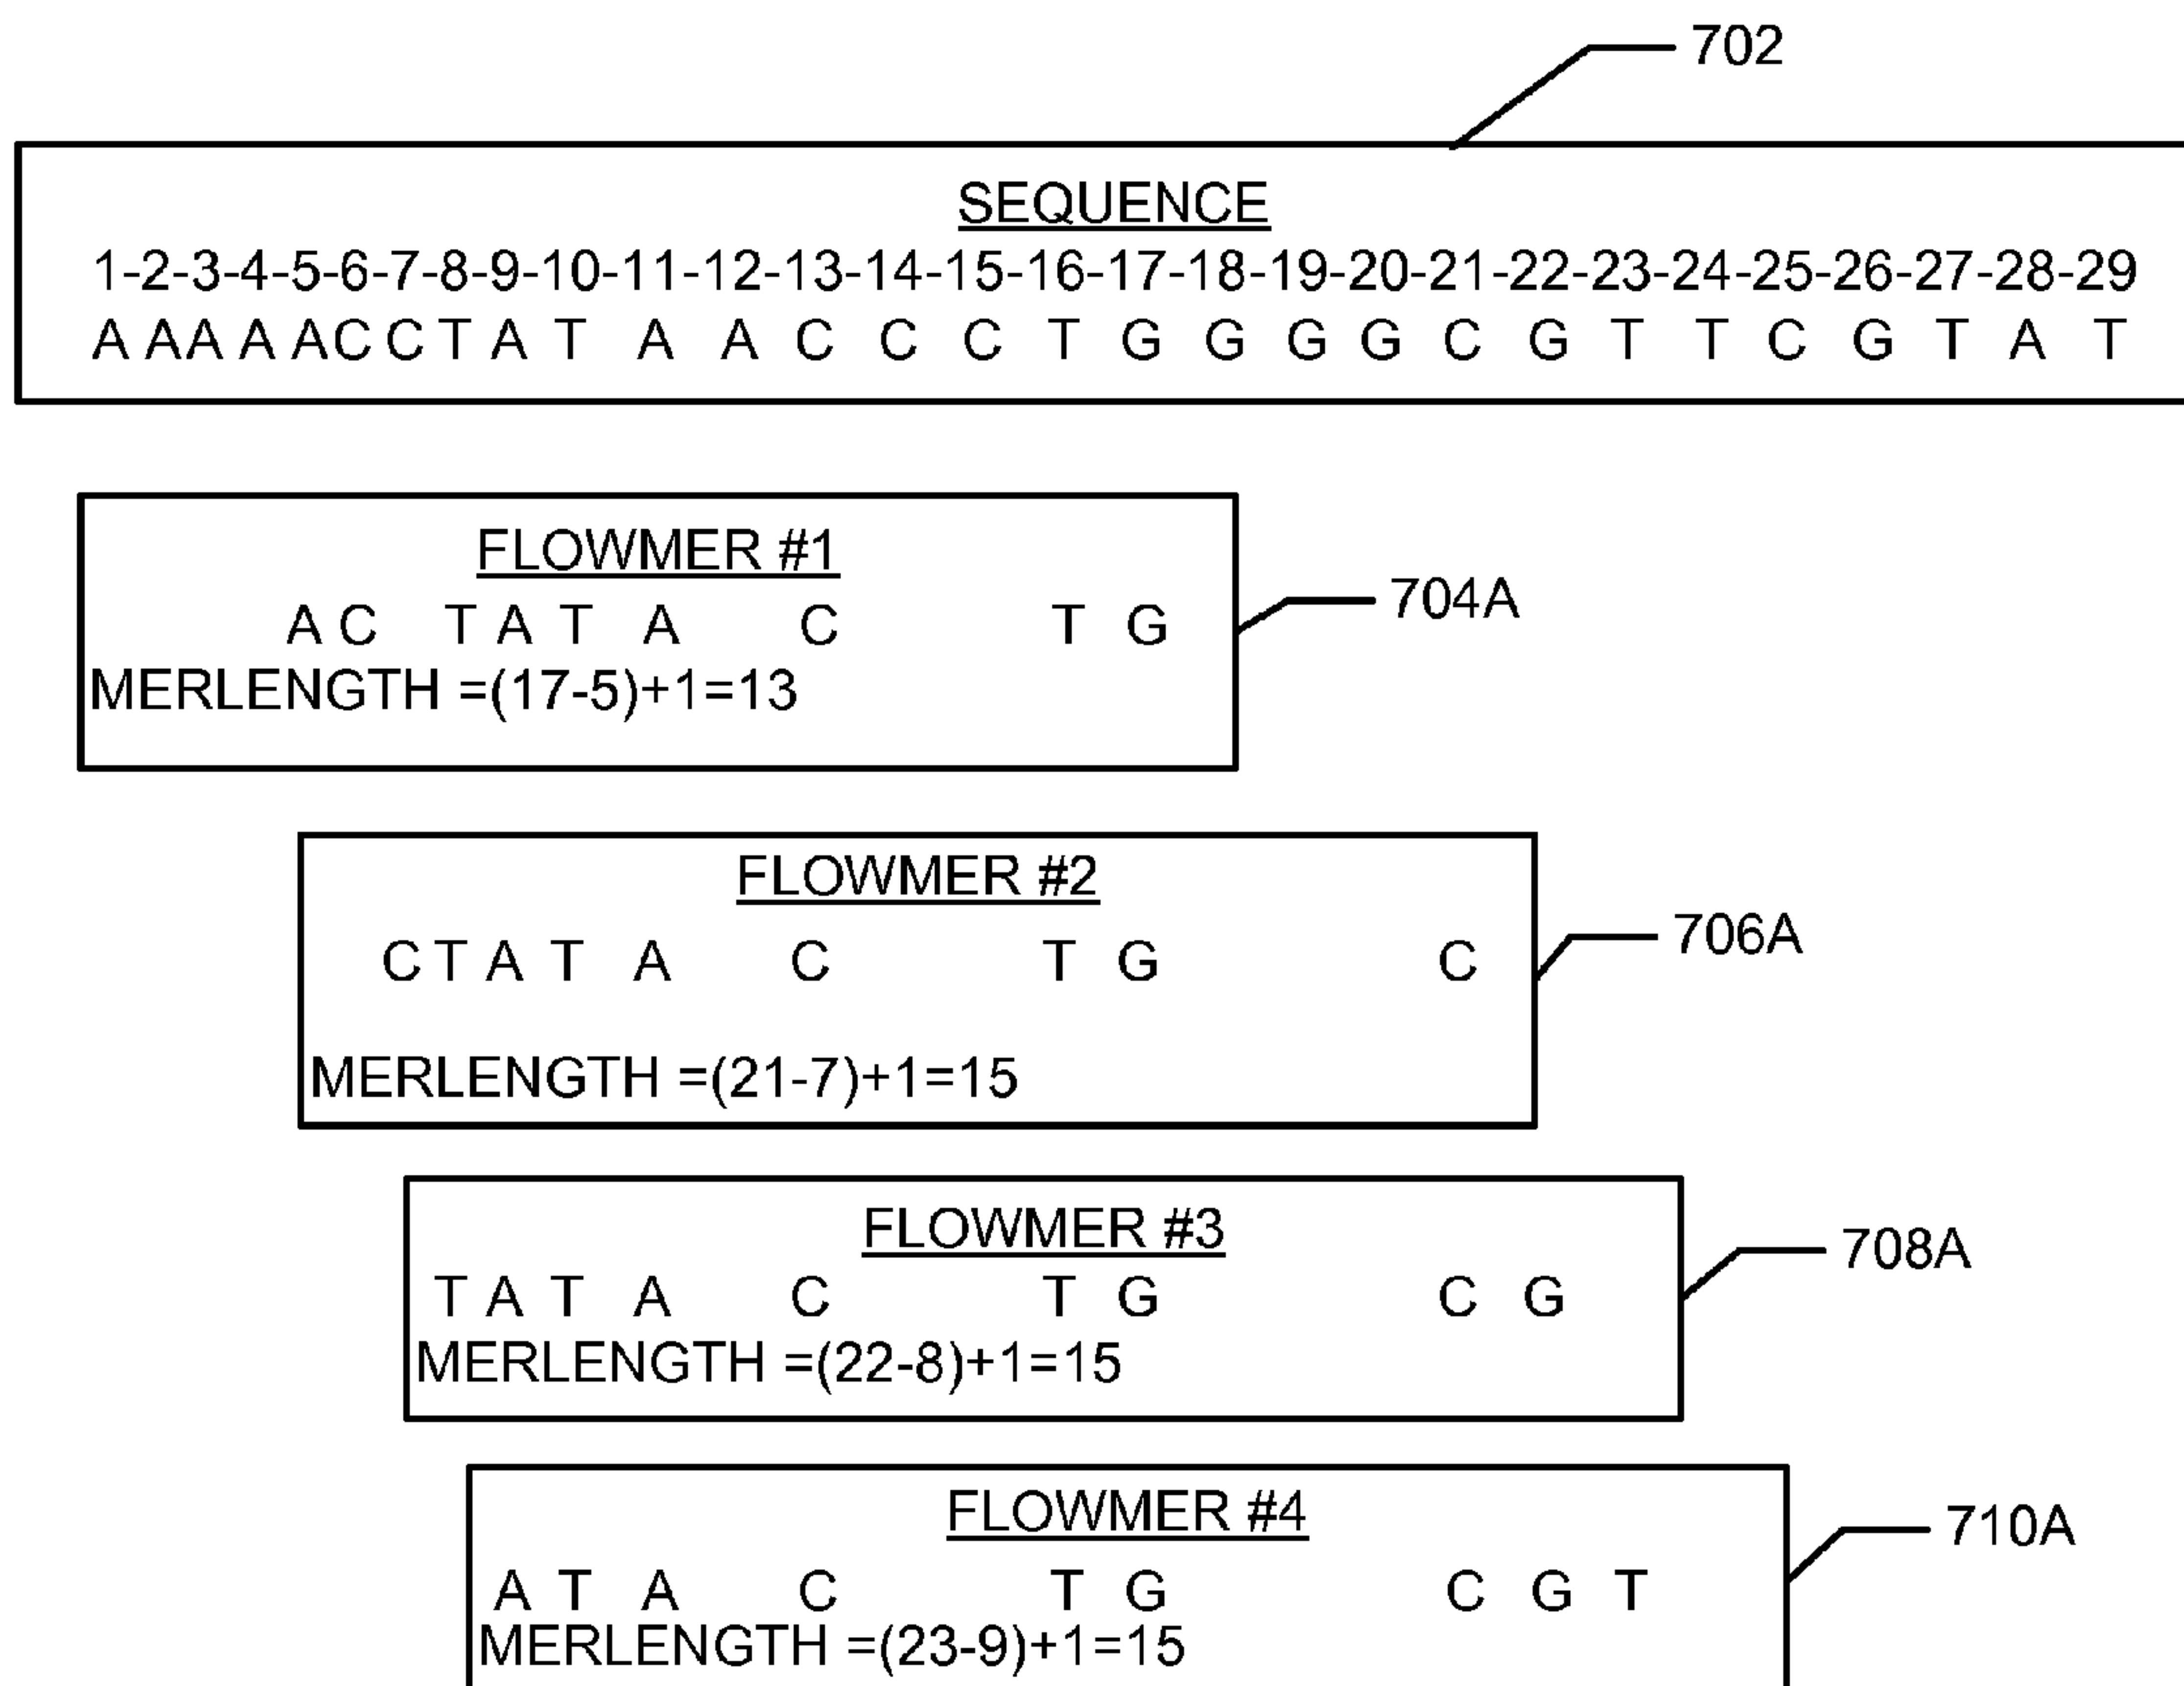 702
SEQUENCE
1-2-3-4-5-6-7-8-9-10-11-12-13-14-15-16-17-18-19-20-21-22-23-24-25-26-27-28-29
A A A A A C C T A T A A C C C T G G G G C G T T C G T A T
FLOWMER #1
A C T A T A C T G
704A
MERLENGTH =(17-5)+1=13
FLOWMER #2
C T A T A C T G C
706A
MERLENGTH =(21-7)+1=15
FLOWMER #3
708A
T A T A C T G C G
MERLENGTH =(22-8)+1=15
FLOWMER #4
710A
A T A C T G C G T
MERLENGTH =(23-9)+1=15